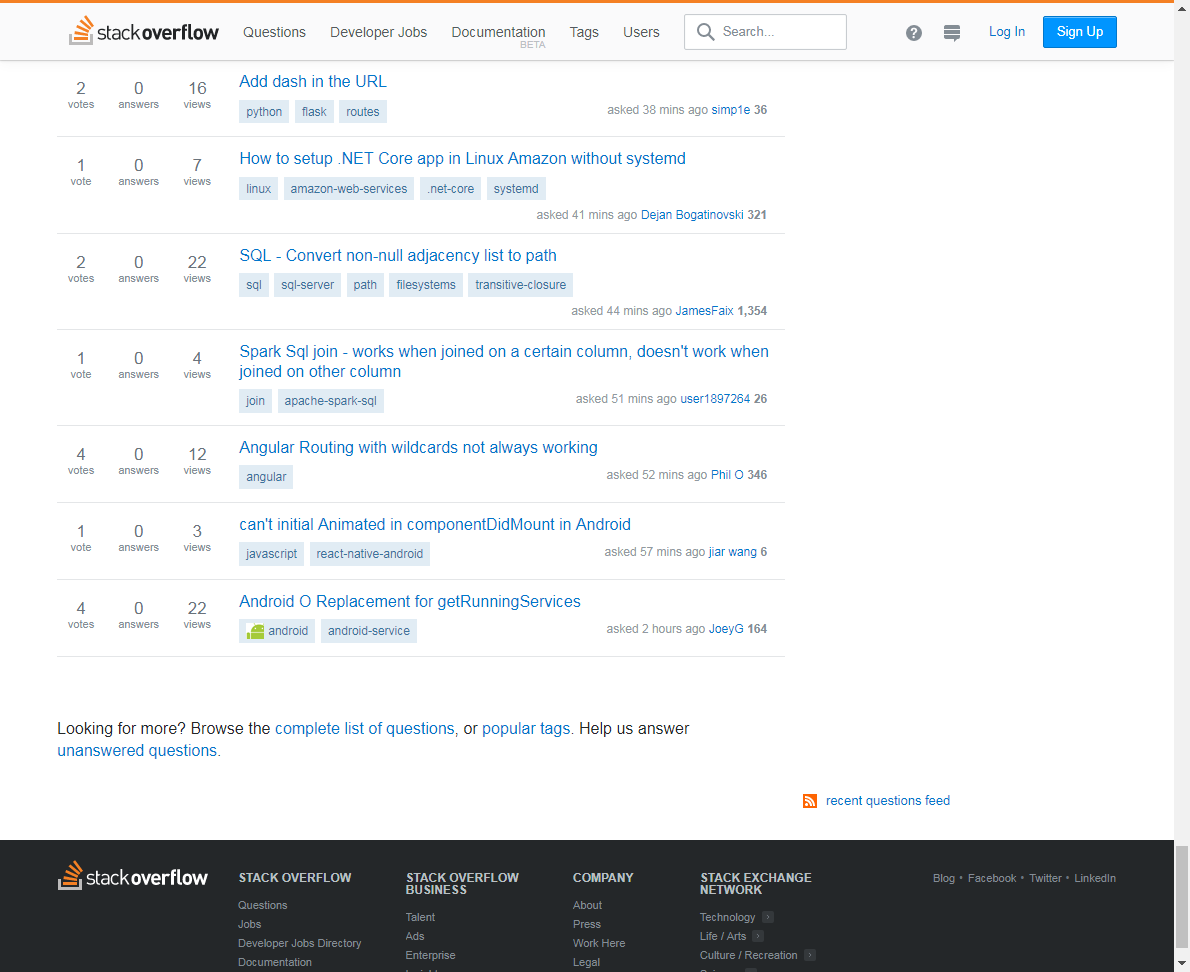 stackoverflow Questions Developer Jobs Documentation Tags Users Search... ? Log In Sign Up
BETA
2 0 16 Add dash in the URL
votes answers views
python flask routes asked 38 mins ago simp1e 36
1 0 7 How to setup .NET Core app in Linux Amazon without systemd
vote answers views
linux amazon-web-services .net-core systemd
asked 41 mins ago Dejan Bogatinovski 321
2 0 22 SQL - Convert non-null adjacency list to path
votes answers views
sql sql-server path filesystems transitive-closure
asked 44 mins ago JamesFaix 1,354
1 0 4 Spark Sql join - works when joined on a certain column, doesn't work when
vote answers views joined on other column
join apache-spark-sql asked 51 mins ago user1897264 26
4 0 12 Angular Routing with wildcards not always working
votes answers views
angular asked 52 mins ago Phil O 346
1 0 3 can't initial Animated in componentDidMount in Android
vote answers views
javascript react-native-android asked 57 mins ago jiar wang 6
4 0 22 Android O Replacement for getRunningServices
votes answers views
android android-service asked 2 hours ago JoeyG 164
Looking for more? Browse the complete list of questions, or popular tags. Help us answer
unanswered questions.
recent questions feed
stackoverflow
STACK OVERFLOW
Questions
Jobs
Developer Jobs Directory
Documentation
STACK OVERFLOW
BUSINESS
Talent
Ads
Enterprise
COMPANY
About
Press
Work Here
Legal
STACK EXCHANGE
NETWORK
Technology
Life / Arts
Culture / Recreation
Blog • Facebook • Twitter • LinkedIn